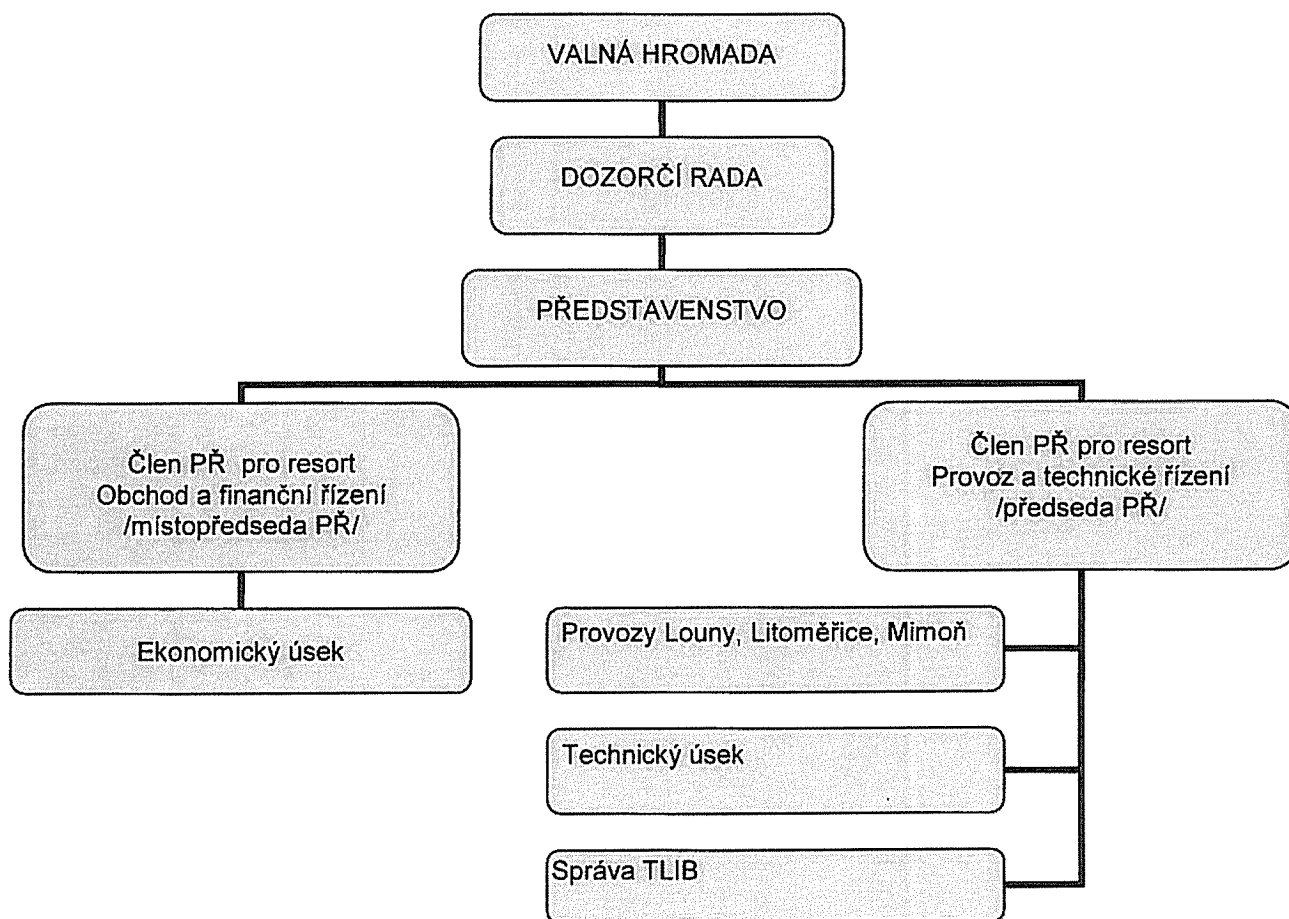 VALNÁ HROMADA
DOZORČÍ RADA
PŘEDSTAVENSTVO
Člen PŘ pro resort
Obchod a finanční řízení
/místopředseda PŘ/
Člen PŘ pro resort
Provoz a technické řízení
/předseda PŘ/
Ekonomický úsek
Provozy Louny, Litoměřice, Mimoň
Technický úsek
Správa TLIB